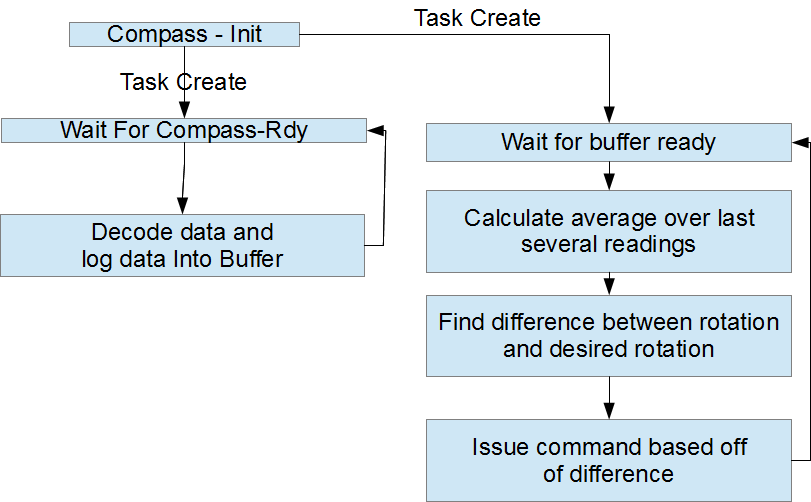 Compass - Init
Task Create
Task Create
Wait For Compass-Rdy
Decode data and
log data Into Buffer
Wait for buffer ready
Calculate average over last
several readings
Find difference between rotation
and desired rotation
Issue command based off
of difference